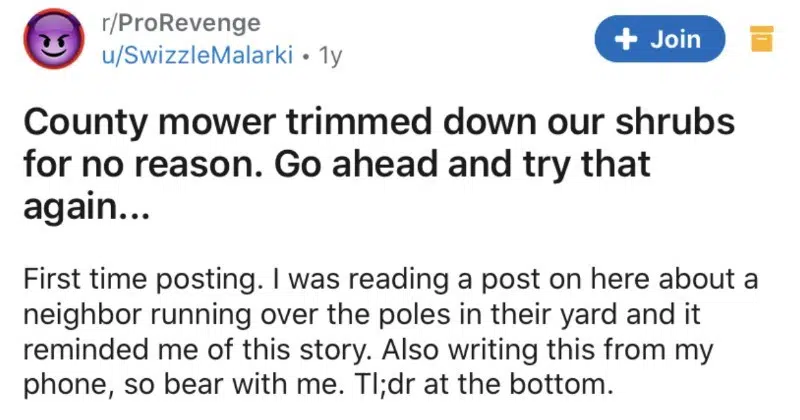 r/ProRevenge
u/SwizzleMalarki • 1y
+ Join
County mower trimmed down our shrubs
for no reason. Go ahead and try that
again...
First time posting. I was reading a post on here about a
neighbor running over the poles in their yard and it
reminded me of this story. Also writing this from my
phone, so bear with me. Tl;dr at the bottom.